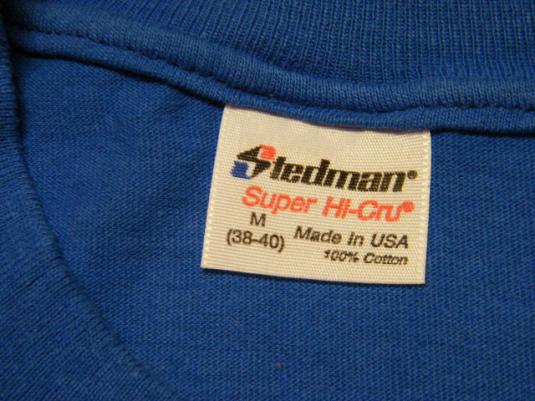 Stedman®
Super Hi-Cru®
M
(38-40)
Made in USA
100% Cotton